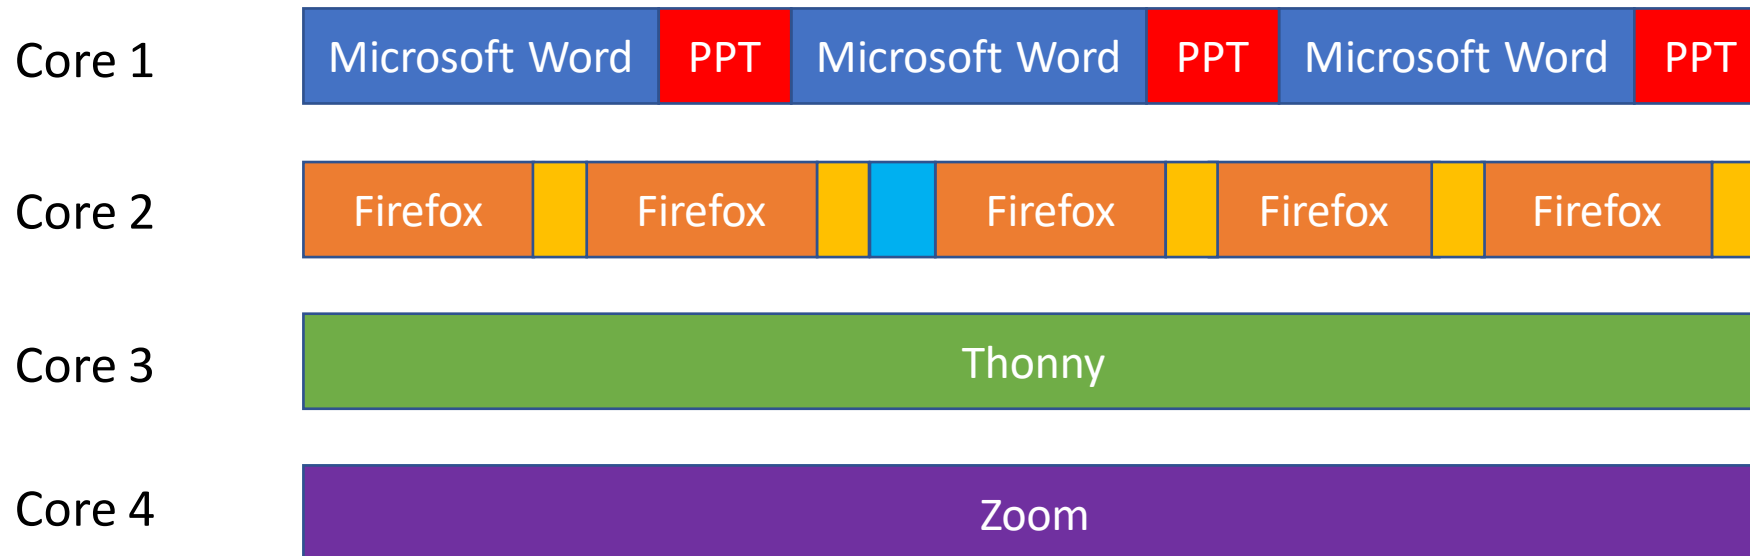 Core 1 Microsoft Word PPT Microsoft Word PPT Microsoft Word PPT
Core 2 Firefox Firefox Firefox Firefox Firefox
Core 3 Thonny
Core 4 Zoom